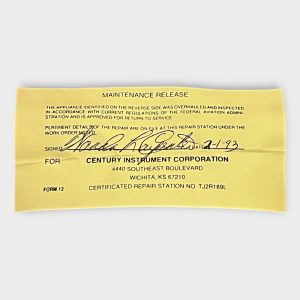 MAINTENANCE RELEASE
THE APPLIANCE IDENTIFIED ON THE REVERSE SIDE WAS OVERHAULED AND INSPECTED
IN ACCORDANCE WITH CURRENT REGULATIONS OF THE FEDERAL AVIATION ADMINI-
STRATION AND IS APPROVED FOR RETURN TO SERVICE.
PERTINENT DETAILS OF THE REPAIR ARE ON FILE AT THIS REPAIR STATION UNDER THE
WORK ORDER NOTED.
SIGNED
FOR CENTURY INSTRUMENT CORPORATION
4440 SOUTHEAST BOULEVARD
WICHITA, KS 67210
FORM 12 CERTIFICATED REPAIR STATION NO. TJ2R189L